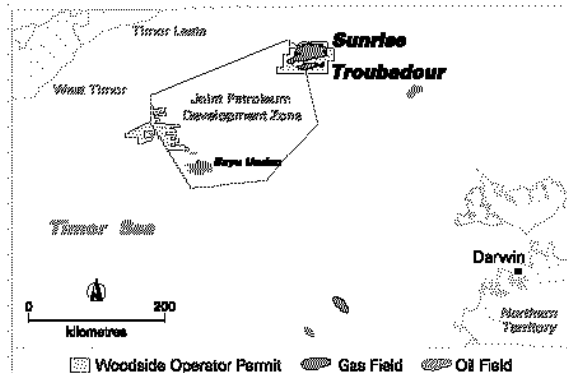 Timor Leste
Sunrise
Troubadour
West Timor
Joint Petroleum
Development Zone
Bayu Undan
Timor Sea
Darwin
Northern
Territory
0 200
kilometres
Woodside Operator Permit Gas Field Oil Field